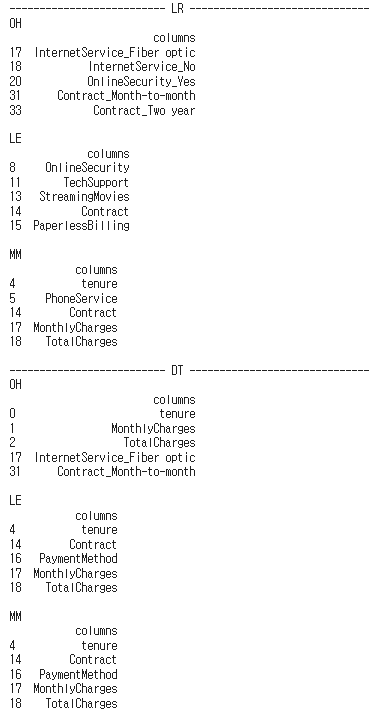 -------------------------- LR ------------------------------
OH
columns
17 InternetService_Fiber optic
18 InternetService_No
20 OnlineSecurity_Yes
31 Contract_Month-to-month
33 Contract_Two year
LE
columns
8 OnlineSecurity
11 TechSupport
13 StreamingMovies
14 Contract
15 PaperlessBilling
MM
columns
4 tenure
5 PhoneService
14 Contract
17 MonthlyCharges
18 TotalCharges
-------------------------- DT ------------------------------
OH
columns
0 tenure
1 MonthlyCharges
2 TotalCharges
17 InternetService_Fiber optic
31 Contract_Month-to-month
LE
columns
4 tenure
14 Contract
16 PaymentMethod
17 MonthlyCharges
18 TotalCharges
MM
columns
4 tenure
14 Contract
16 PaymentMethod
17 MonthlyCharges
18 TotalCharges